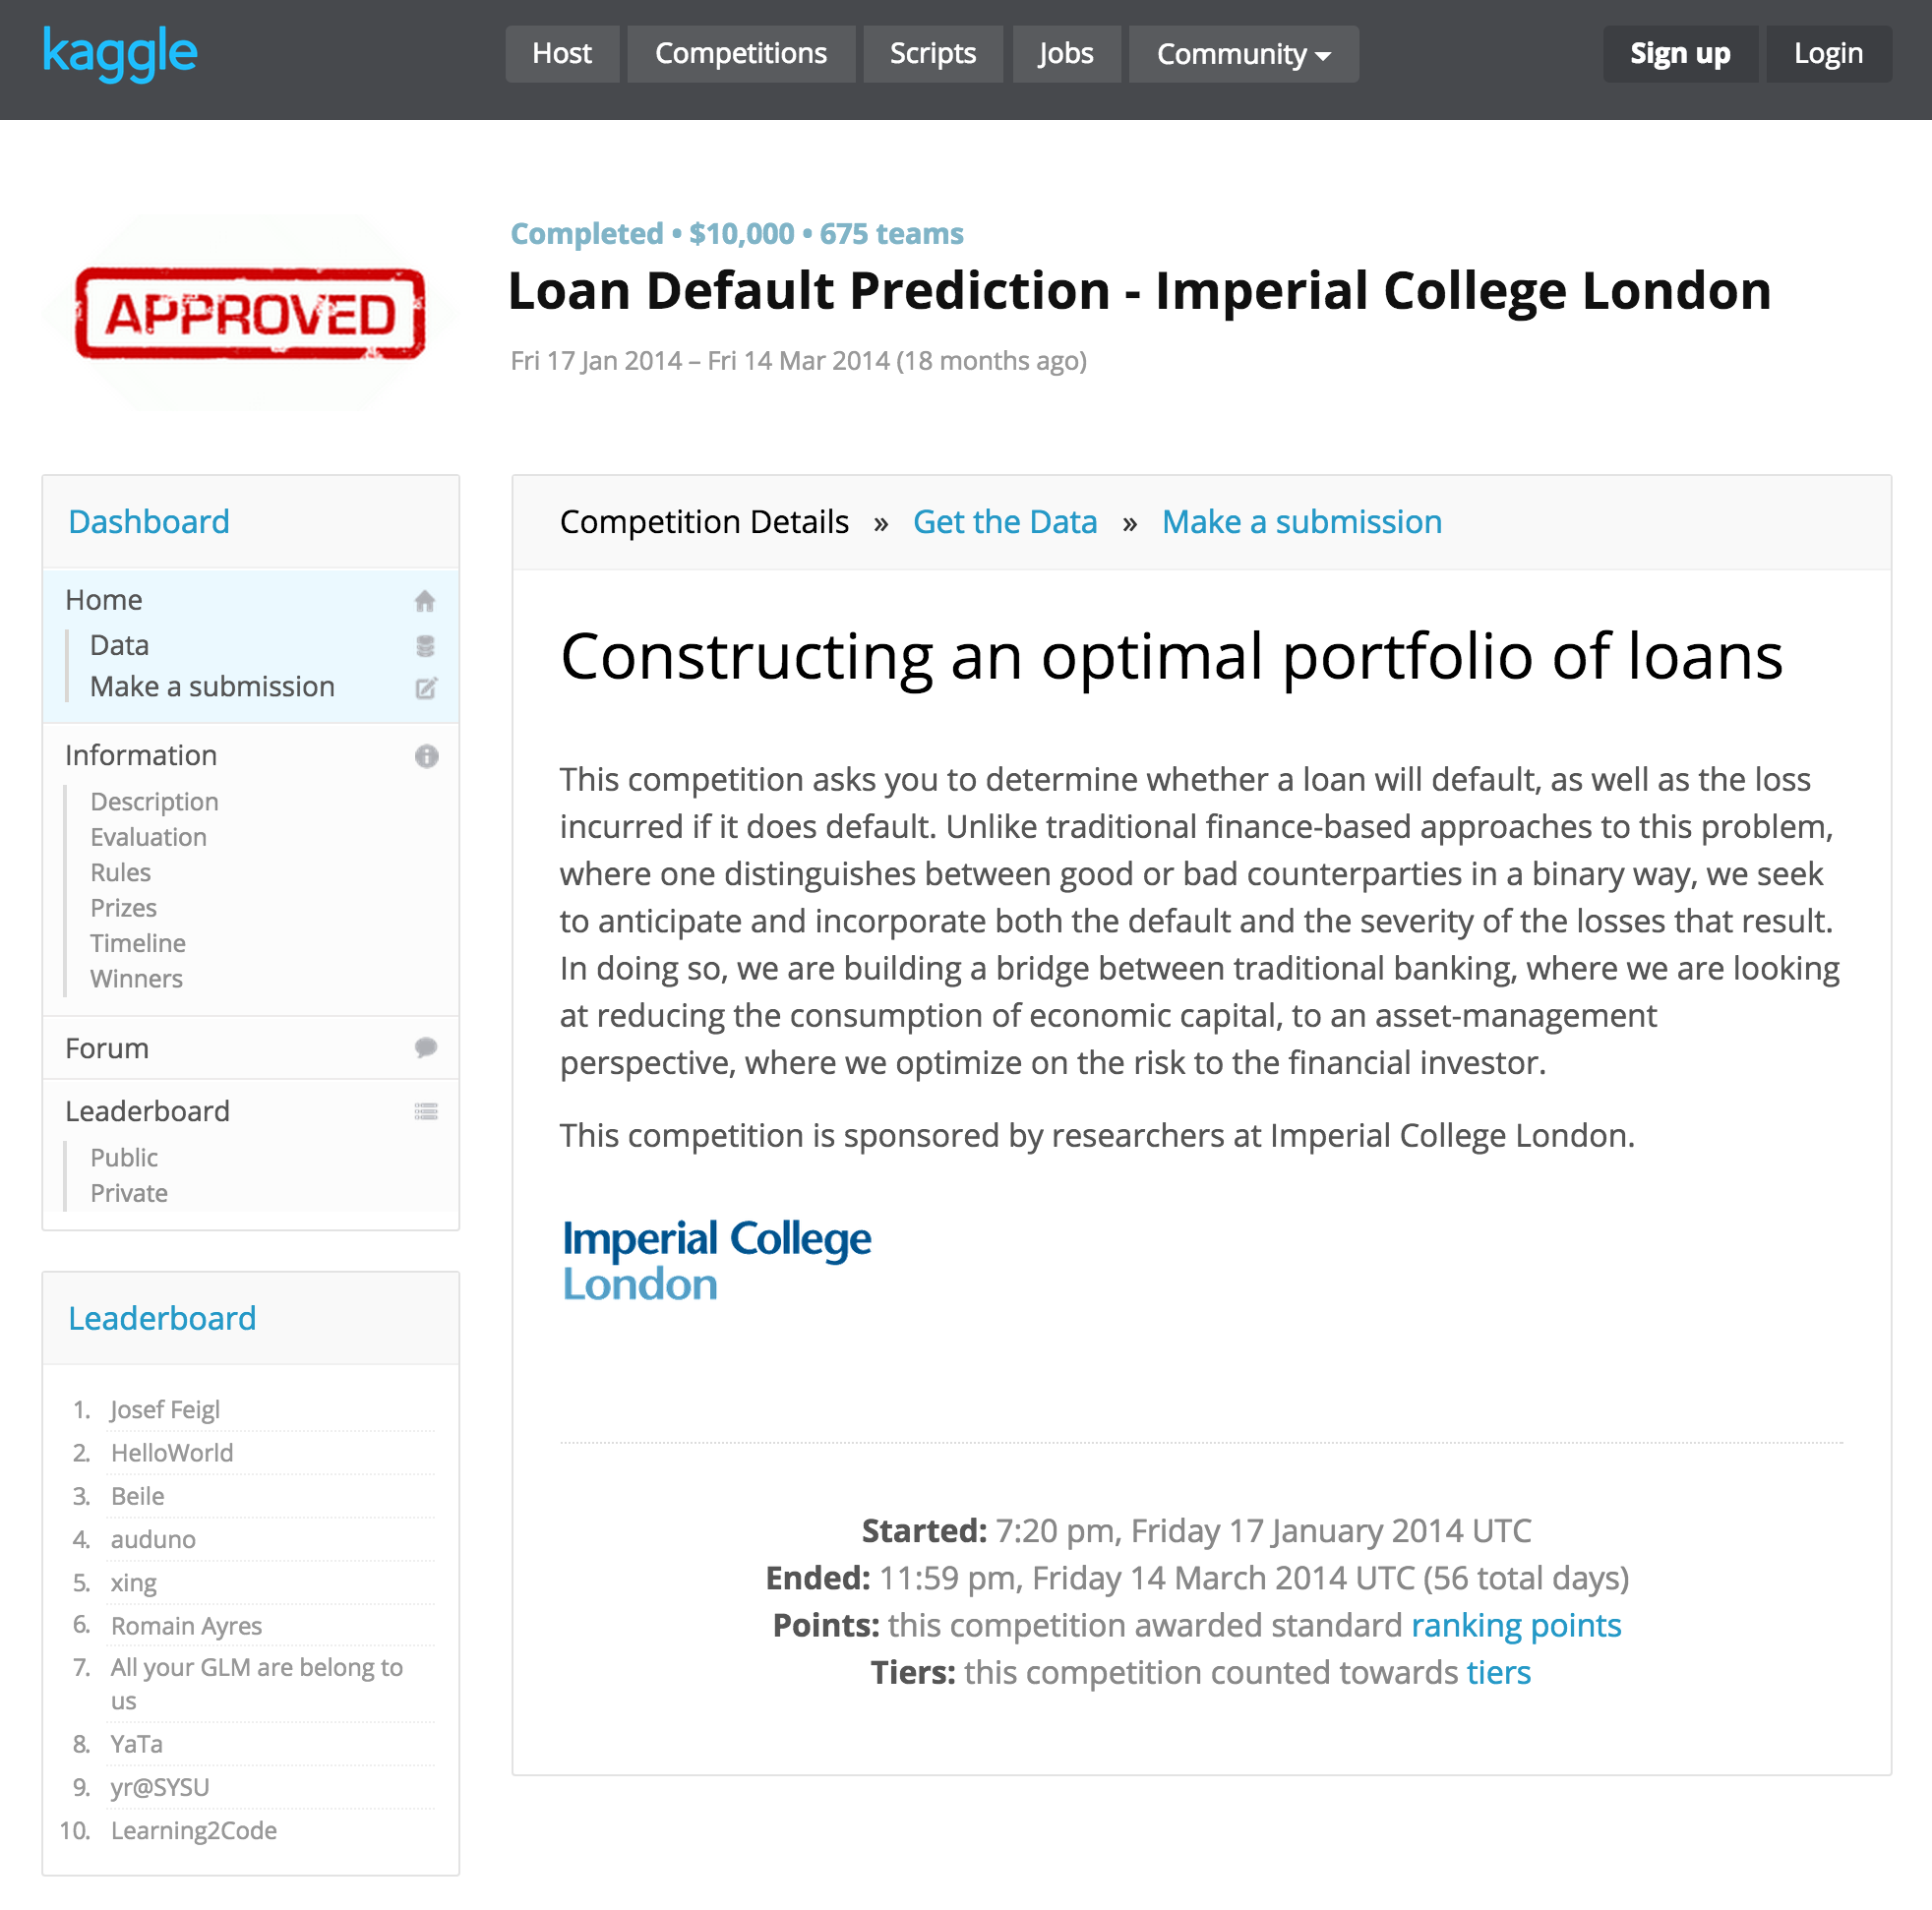 kaggle
Host Competitions Scripts Jobs Community
Sign up Login
APPROVED
Completed • $10,000 • 675 teams
Loan Default Prediction - Imperial College London
Fri 17 Jan 2014 – Fri 14 Mar 2014 (18 months ago)
Dashboard
Home
Data
Make a submission
Information
Description
Evaluation
Rules
Prizes
Timeline
Winners
Forum
Leaderboard
Public
Private
Leaderboard
1. Josef Feigl
2. HelloWorld
3. Beile
4. auduno
5. xing
6. Romain Ayres
7. All your GLM are belong to
us
8. YaTa
9. yr@SYSU
10. Learning2Code
Competition Details » Get the Data » Make a submission
Constructing an optimal portfolio of loans
This competition asks you to determine whether a loan will default, as well as the loss
incurred if it does default. Unlike traditional finance-based approaches to this problem,
where one distinguishes between good or bad counterparties in a binary way, we seek
to anticipate and incorporate both the default and the severity of the losses that result.
In doing so, we are building a bridge between traditional banking, where we are looking
at reducing the consumption of economic capital, to an asset-management
perspective, where we optimize on the risk to the financial investor.
This competition is sponsored by researchers at Imperial College London.
Imperial College
London
Started: 7:20 pm, Friday 17 January 2014 UTC
Ended: 11:59 pm, Friday 14 March 2014 UTC (56 total days)
Points: this competition awarded standard ranking points
Tiers: this competition counted towards tiers